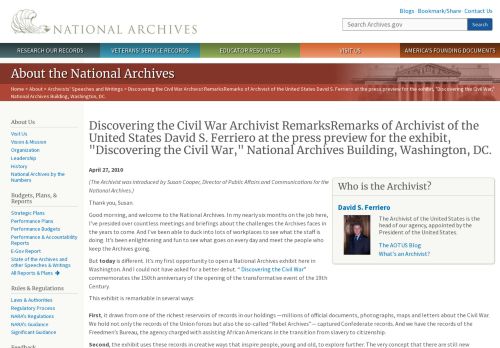 NATIONAL ARCHIVES
Blogs · Bookmark/Share · Contact Us
Search Archives.gov
Search
RESEARCH OUR RECORDS
VETERANS' SERVICE RECORDS
EDUCATOR RESOURCES
VISIT US
AMERICA'S FOUNDING DOCUMENTS
About the National Archives
Home > About > Archivists' Speeches and Writings > Discovering the Civil War Archivist RemarksRemarks of Archivist of the United States David S. Ferriero at the press preview for the exhibit, "Discovering the Civil War,"
National Archives Building, Washington, DC.
About Us
Visit Us
Vision & Mission
Organization
Leadership
History
National Archives by the
Numbers
Budgets, Plans, &
Reports
Strategic Plans
Performance Plans
Performance Budgets
Performance & Accountability
Reports
E-Gov Report
State of the Archives and
other Speeches & Writings
All Reports & Plans
Rules & Regulations
Laws & Authorities
Regulatory Process
NARA's Regulations
NARA's Guidance
Significant Guidance
Discovering the Civil War Archivist RemarksRemarks of Archivist of the
United States David S. Ferriero at the press preview for the exhibit,
"Discovering the Civil War," National Archives Building, Washington, DC.
April 27, 2010
(The Archivist was introduced by Susan Cooper, Director of Public Affairs and Communications for the
National Archives.)
Thank you, Susan
Good morning, and welcome to the National Archives. In my nearly six months on the job here,
I've presided over countless meetings and briefings about the challenges the Archives faces in
the years to come. And I've been able to duck into lots of workplaces to see what the staff is
doing. It's been enlightening and fun to see what goes on every day and meet the people who
keep the Archives going.
But today is different. It's my first opportunity to open a National Archives exhibit here in
Washington. And I could not have asked for a better debut. " Discovering the Civil War"
commemorates the 150th anniversary of the opening of the transformative event of the 19th
Century.
This exhibit is remarkable in several ways:
First, it draws from one of the richest reservoirs of records in our holdings—millions of official documents, photographs, maps and letters about the Civil War.
We hold not only the records of the Union forces but also the so-called "Rebel Archives"— captured Confederate records. And we have the records of the
Freedmen's Bureau, the agency charged with assisting African Americans in the transition from slavery to citizenship.
Second, the exhibit uses these records in creative ways that inspire people, young and old, to explore further. The very concept that there are still new
Who is the Archivist?
David S. Ferriero
The Archivist of the United States is the
head of our agency, appointed by the
President of the United States.
The AOTUS Blog
What's an Archivist?